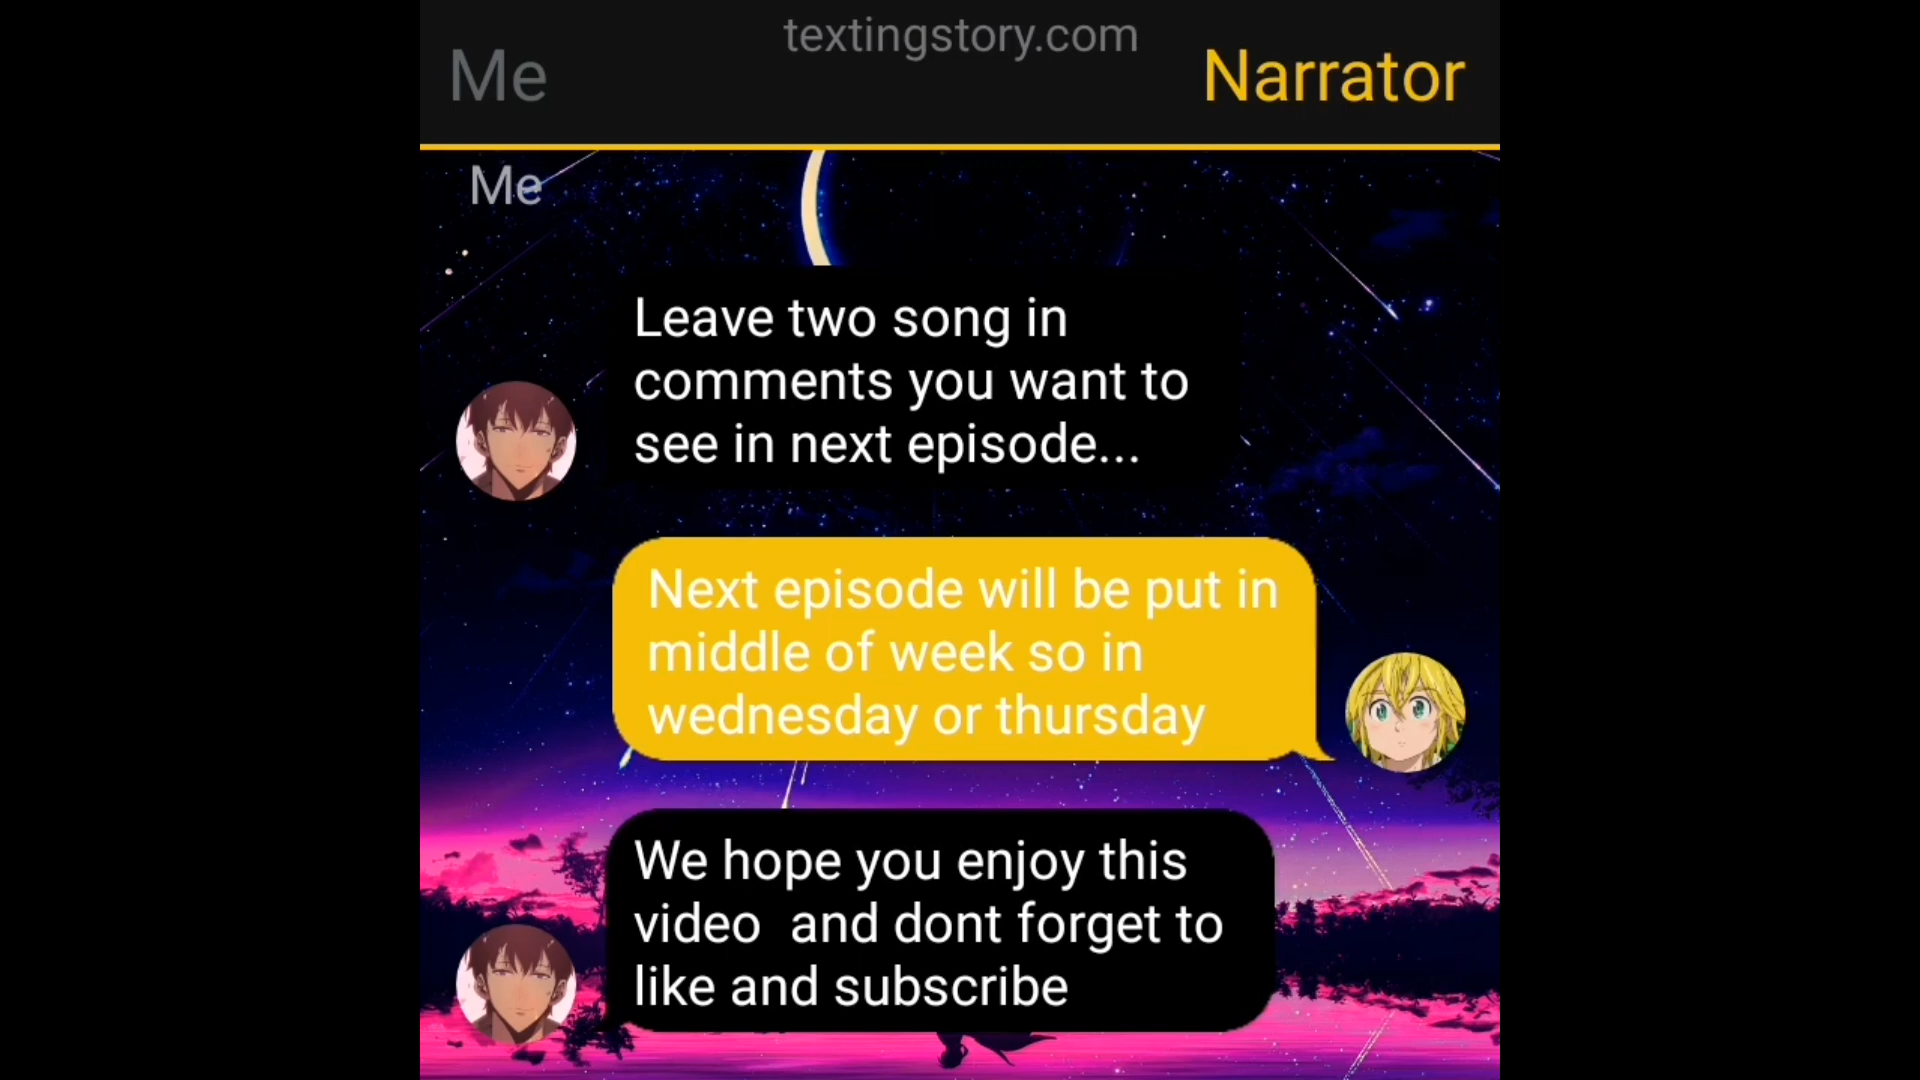 textingstory.com
Me
Narrator
Me
Leave two song in
comments you want to
see in next episode...
Next episode will be put in
middle of week so in
wednesday or thursday
We hope you enjoy this
video  and dont forget to
like and subscribe